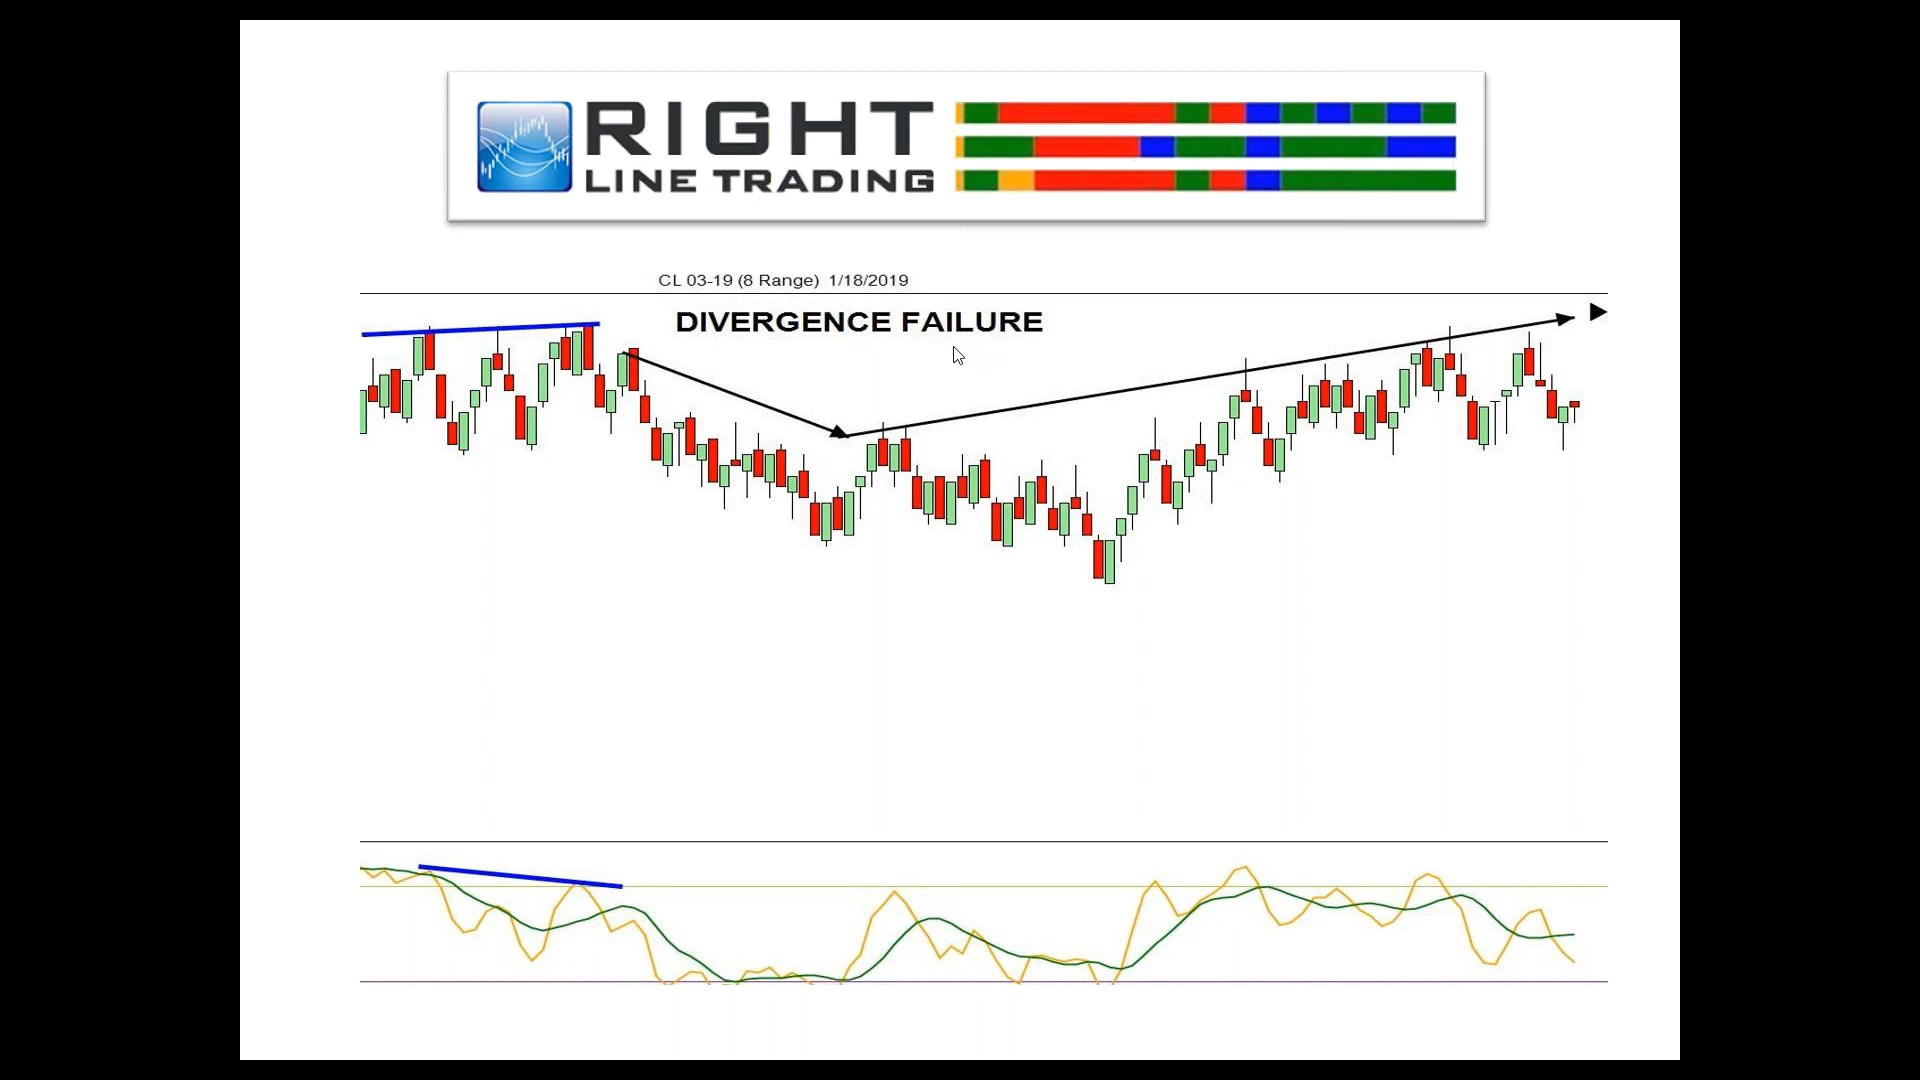 RIGHT
LINE TRADING
CL 03-19 (8 Range) 1/18/2019
DIVERGENCE FAILURE